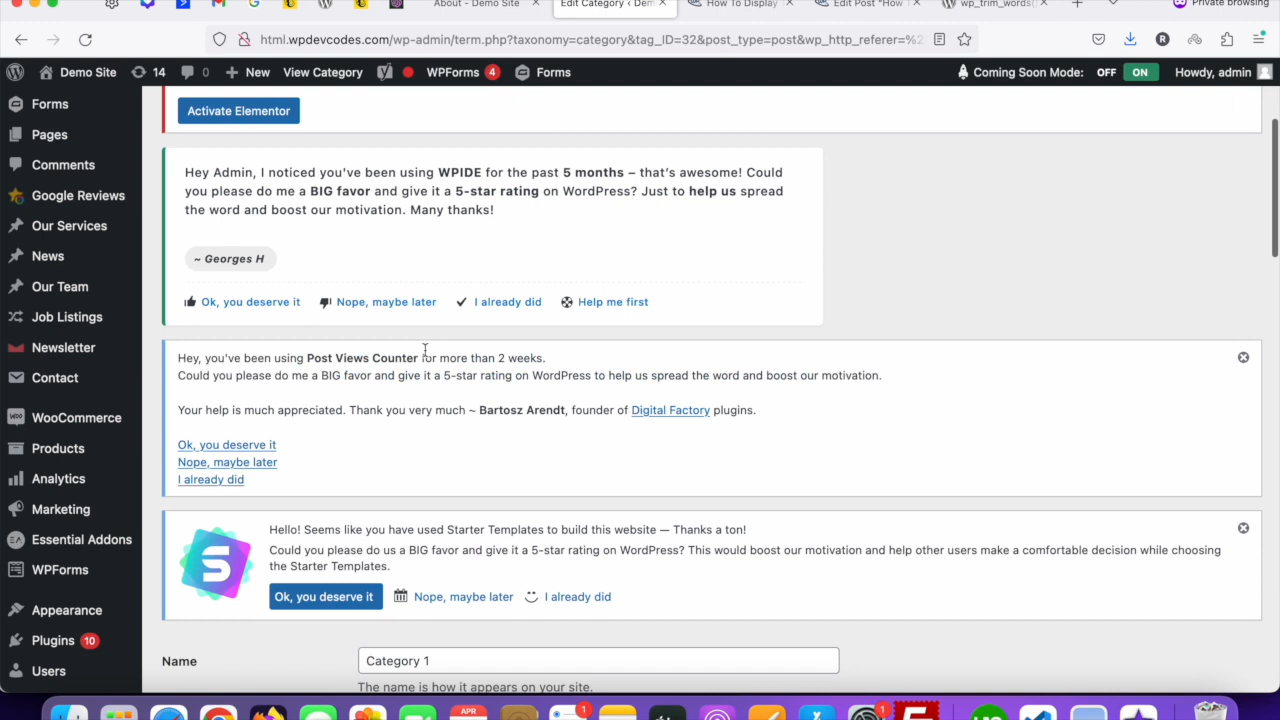 About - Demo Site
Edit Category ‹ Dem
How To Display
Edit Post "How
wp_trim_words(
Private browsing
html.wpdevcodes.com/wp-admin/term.php?taxonomy=category&tag_ID=32&post_type=post&wp_http_referer=%2
Demo Site 14 0 New View Category WPForms 4 Forms Coming Soon Mode: OFF ON Howdy, admin
Forms
Pages
Comments
Google Reviews
Our Services
News
Our Team
Job Listings
Newsletter
Contact
WooCommerce
Products
Analytics
Marketing
Essential Addons
WPForms
Appearance
Plugins 10
Users
Activate Elementor
Hey Admin, I noticed you've been using WPIDE for the past 5 months – that's awesome! Could
you please do me a BIG favor and give it a 5-star rating on WordPress? Just to help us spread
the word and boost our motivation. Many thanks!
~ Georges H
Ok, you deserve it Nope, maybe later I already did Help me first
Hey, you've been using Post Views Counter for more than 2 weeks.
Could you please do me a BIG favor and give it a 5-star rating on WordPress to help us spread the word and boost our motivation.
Your help is much appreciated. Thank you very much ~ Bartosz Arendt, founder of Digital Factory plugins.
Ok, you deserve it
Nope, maybe later
I already did
Hello! Seems like you have used Starter Templates to build this website — Thanks a ton!
Could you please do us a BIG favor and give it a 5-star rating on WordPress? This would boost our motivation and help other users make a comfortable decision while choosing
the Starter Templates.
Ok, you deserve it Nope, maybe later I already did
Name
Category 1
The name is how it appears on your site.
APR
1
1